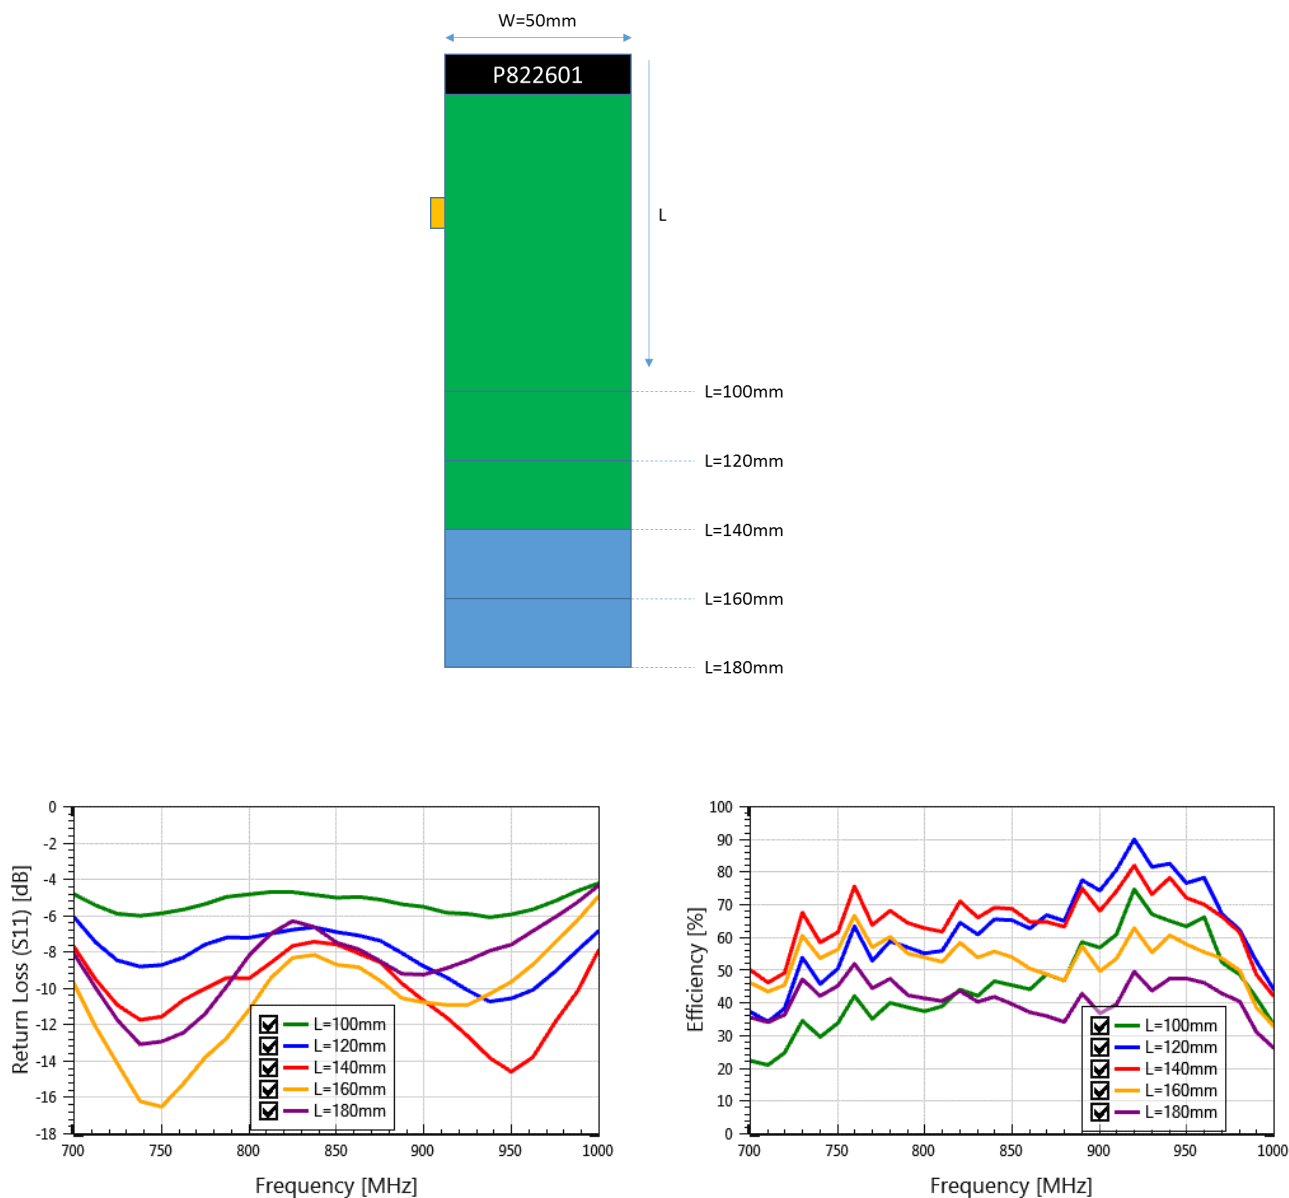 W=50mm
P822601
L
L=100mm
L=120mm
L=140mm
L=160mm
L=180mm
Return Loss (S11) [dB]
0
-2
-4
-6
-8
-10
-12
-14
-16
-18
700
750
800
850
900
950
1000
Frequency [MHz]
L=100mm
L=120mm
L=140mm
L=160mm
L=180mm
Efficiency [%]
100
90
80
70
60
50
40
30
20
10
0
700
750
800
850
900
950
1000
Frequency [MHz]
L=100mm
L=120mm
L=140mm
L=160mm
L=180mm